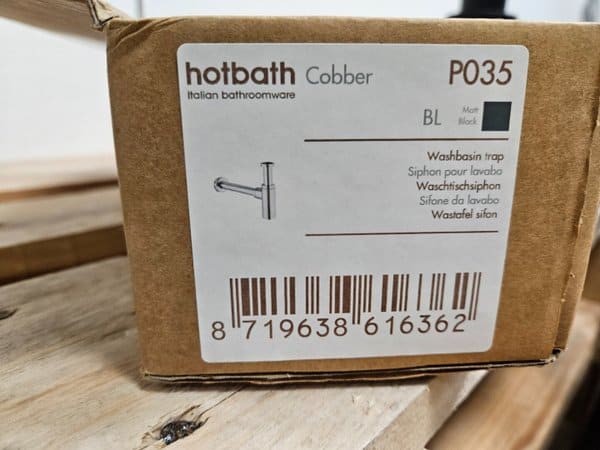 hotbath Cobber P035
Italian bathroomware
BL Matt Black
Washbasin trap
Siphon pour lavabo
Waschtischsiphon
Sifone da lavabo
Wastafel sifon
8 719638 616362